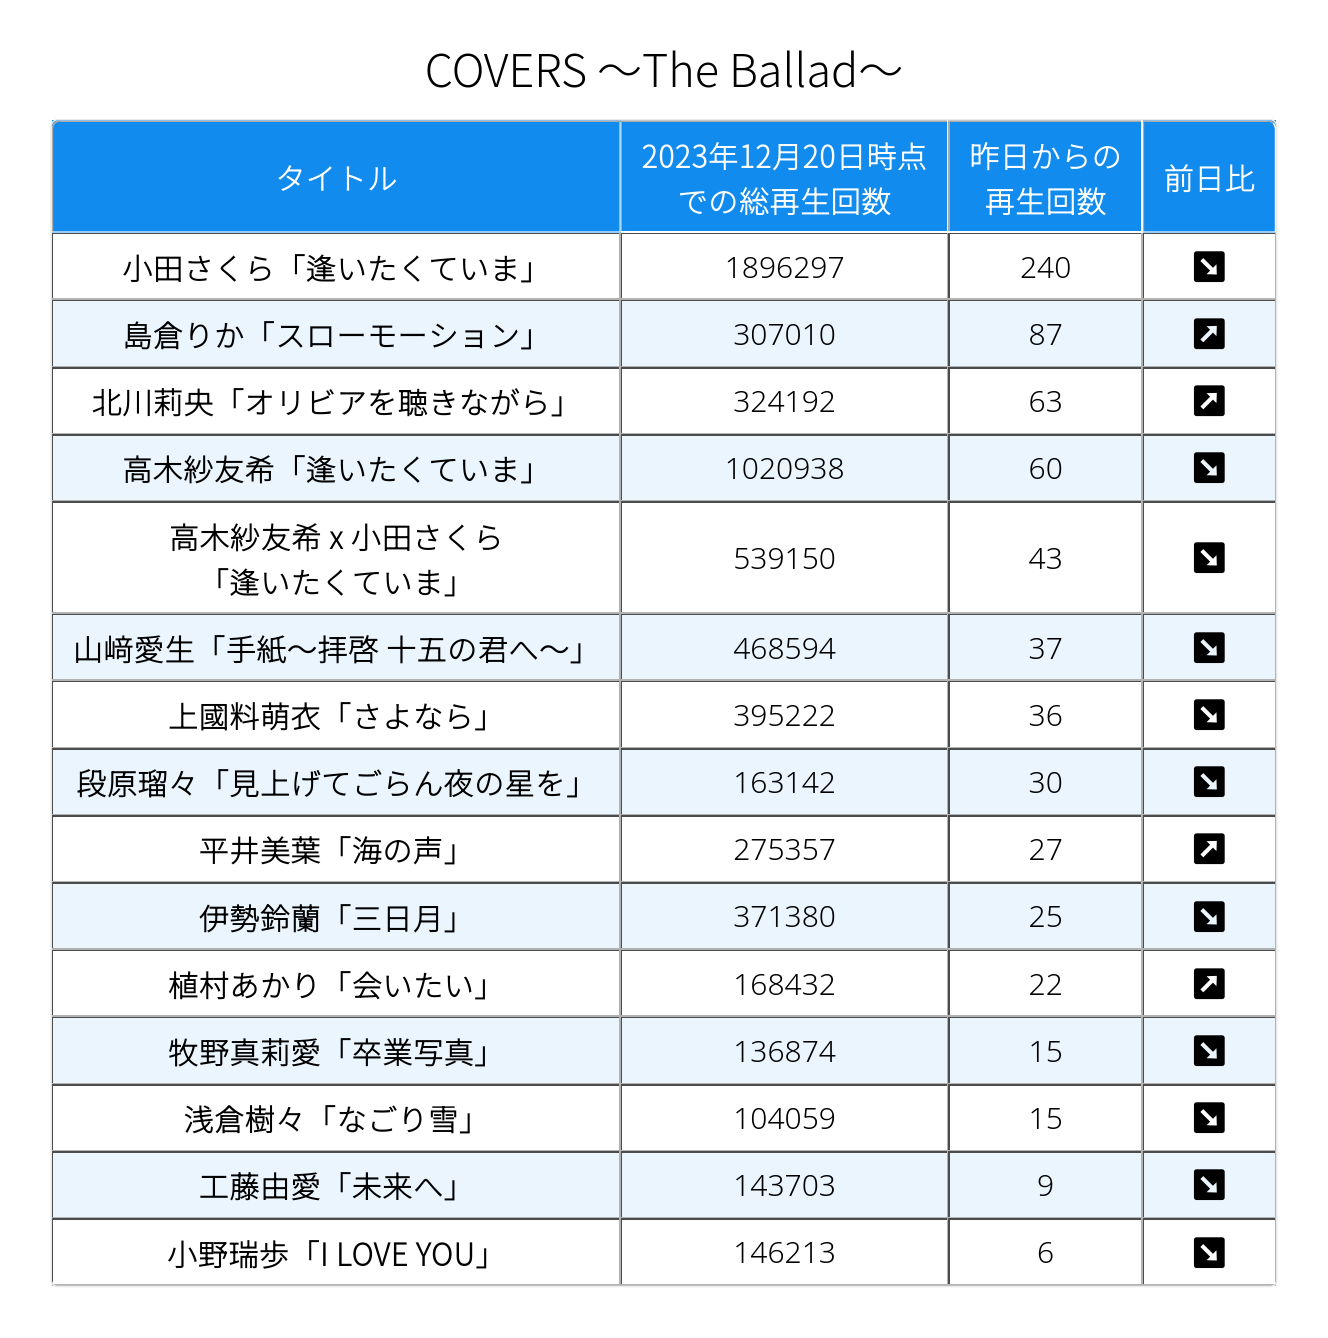 COVERS ～The Ballad～
タイトル
2023年12月20日時点
での総再生回数
昨日からの
再生回数
前日比
小田さくら「逢いたくていま」 1896297 240 ↘
島倉りか「スローモーション」 307010 87 ↗
北川莉央「オリビアを聴きながら」 324192 63 ↗
高木紗友希「逢いたくていま」 1020938 60 ↘
高木紗友希 x 小田さくら
「逢いたくていま」 539150 43 ↘
山﨑愛生「手紙～拝啓 十五の君へ～」 468594 37 ↘
上國料萌衣「さよなら」 395222 36 ↘
段原瑠々「見上げてごらん夜の星を」 163142 30 ↘
平井美葉「海の声」 275357 27 ↗
伊勢鈴蘭「三日月」 371380 25 ↘
植村あかり「会いたい」 168432 22 ↗
牧野真莉愛「卒業写真」 136874 15 ↘
浅倉樹々「なごり雪」 104059 15 ↘
工藤由愛「未来へ」 143703 9 ↘
小野瑞歩「I LOVE YOU」 146213 6 ↘